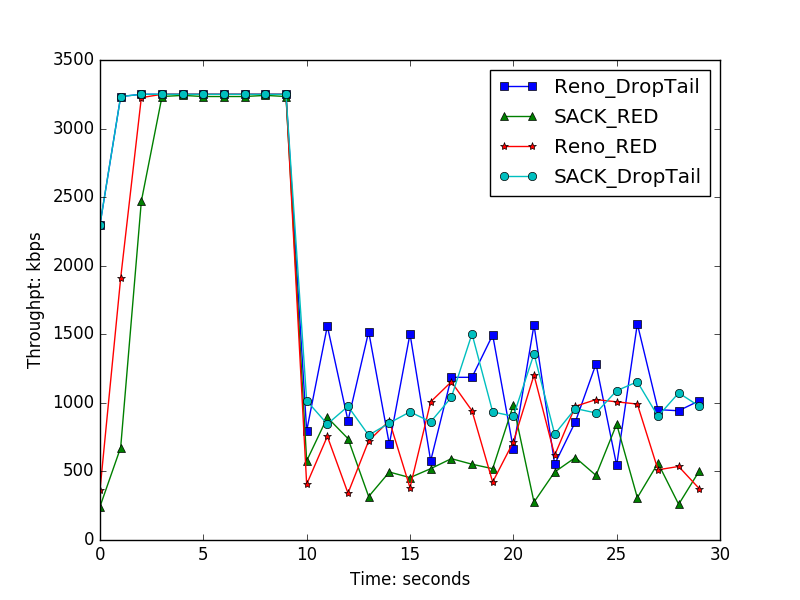 3500
3000
2500
2000
1500
1000
500
0
Throughpt: kbps
0 5 10 15 20 25 30
Time: seconds
Reno_DropTail
SACK_RED
Reno_RED
SACK_DropTail